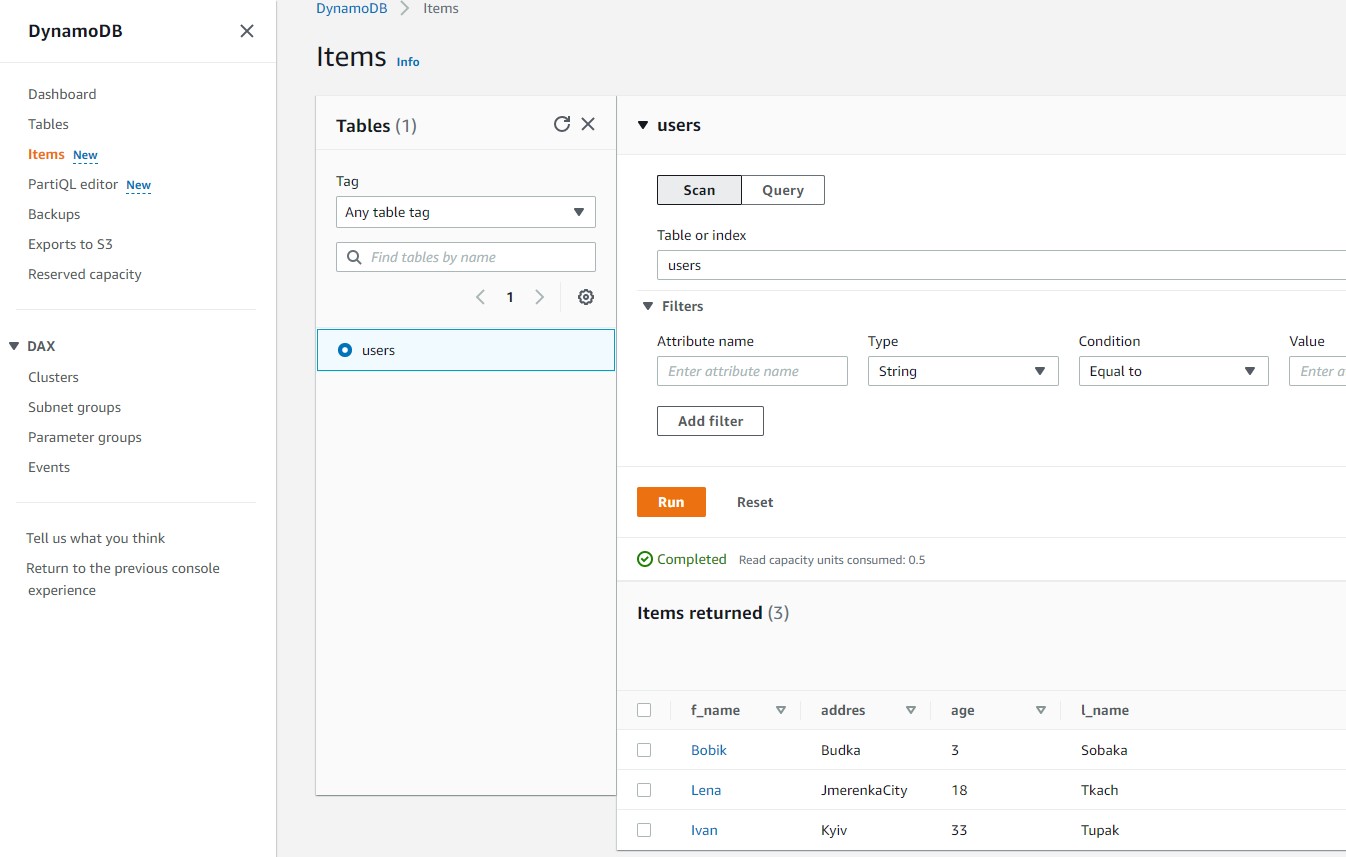 DynamoDB
Dashboard
Tables
Items New
PartiQL editor New
Backups
Exports to S3
Reserved capacity
DAX
Clusters
Subnet groups
Parameter groups
Events
Tell us what you think
Return to the previous console
experience
DynamoDB Items
Items Info
Tables (1)
Tag
Any table tag
Find tables by name
1
users
users
Scan Query
Table or index
users
Filters
Attribute name Type Condition Value
Enter attribute name String Equal to Enter a
Add filter
Run Reset
Completed Read capacity units consumed: 0.5
Items returned (3)
f_name addres age l_name
Bobik Budka 3 Sobaka
Lena JmerenkaCity 18 Tkach
Ivan Kyiv 33 Tupak